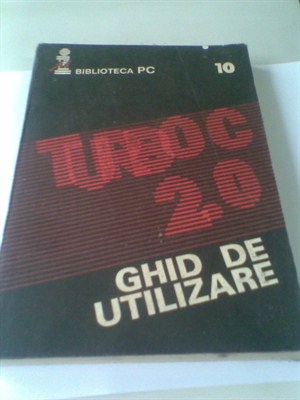 BIBLIOTECA PC 10
TURBO C
2.0
GHID DE
UTILIZARE